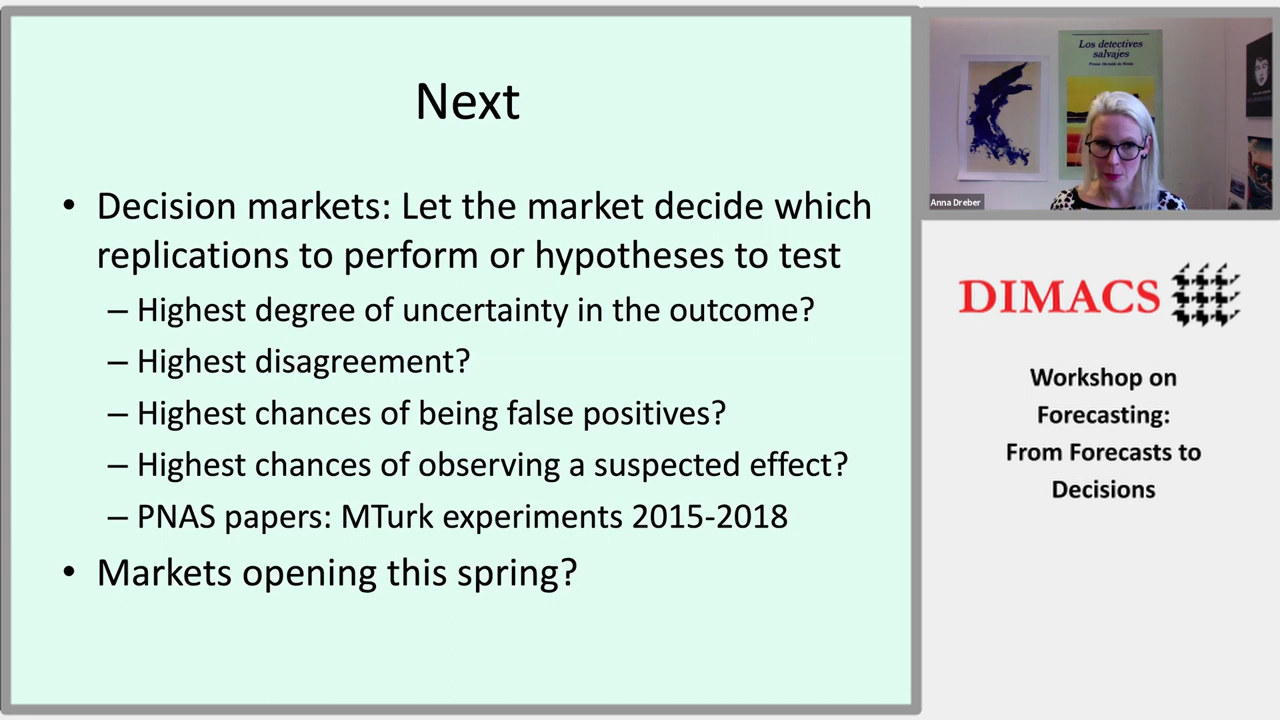 Next
• Decision markets: Let the market decide which
replications to perform or hypotheses to test
– Highest degree of uncertainty in the outcome?
– Highest disagreement?
– Highest chances of being false positives?
– Highest chances of observing a suspected effect?
– PNAS papers: MTurk experiments 2015-2018
• Markets opening this spring?
Los detectives
salvajes
Anna Dreber
DIMACS
Workshop on
Forecasting:
From Forecasts to
Decisions